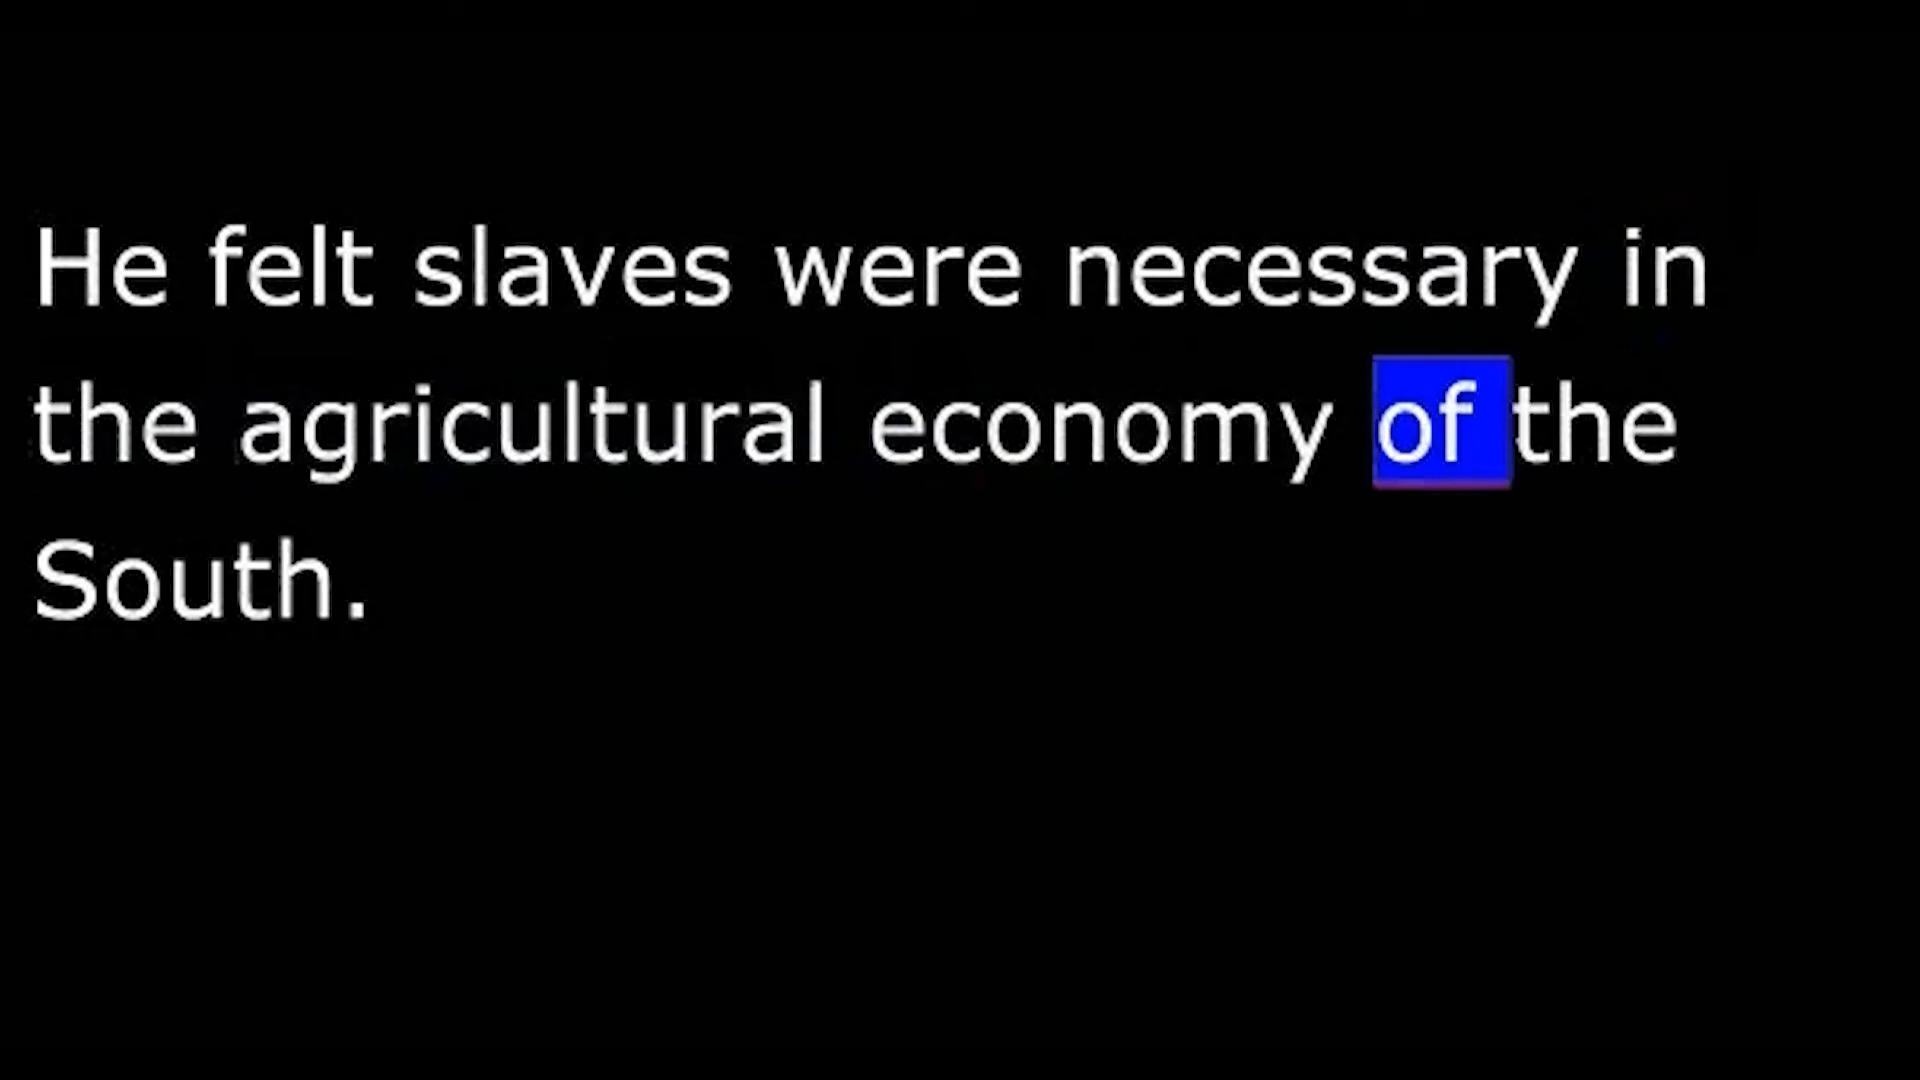 He felt slaves were necessary in
the agricultural economy of the
South.